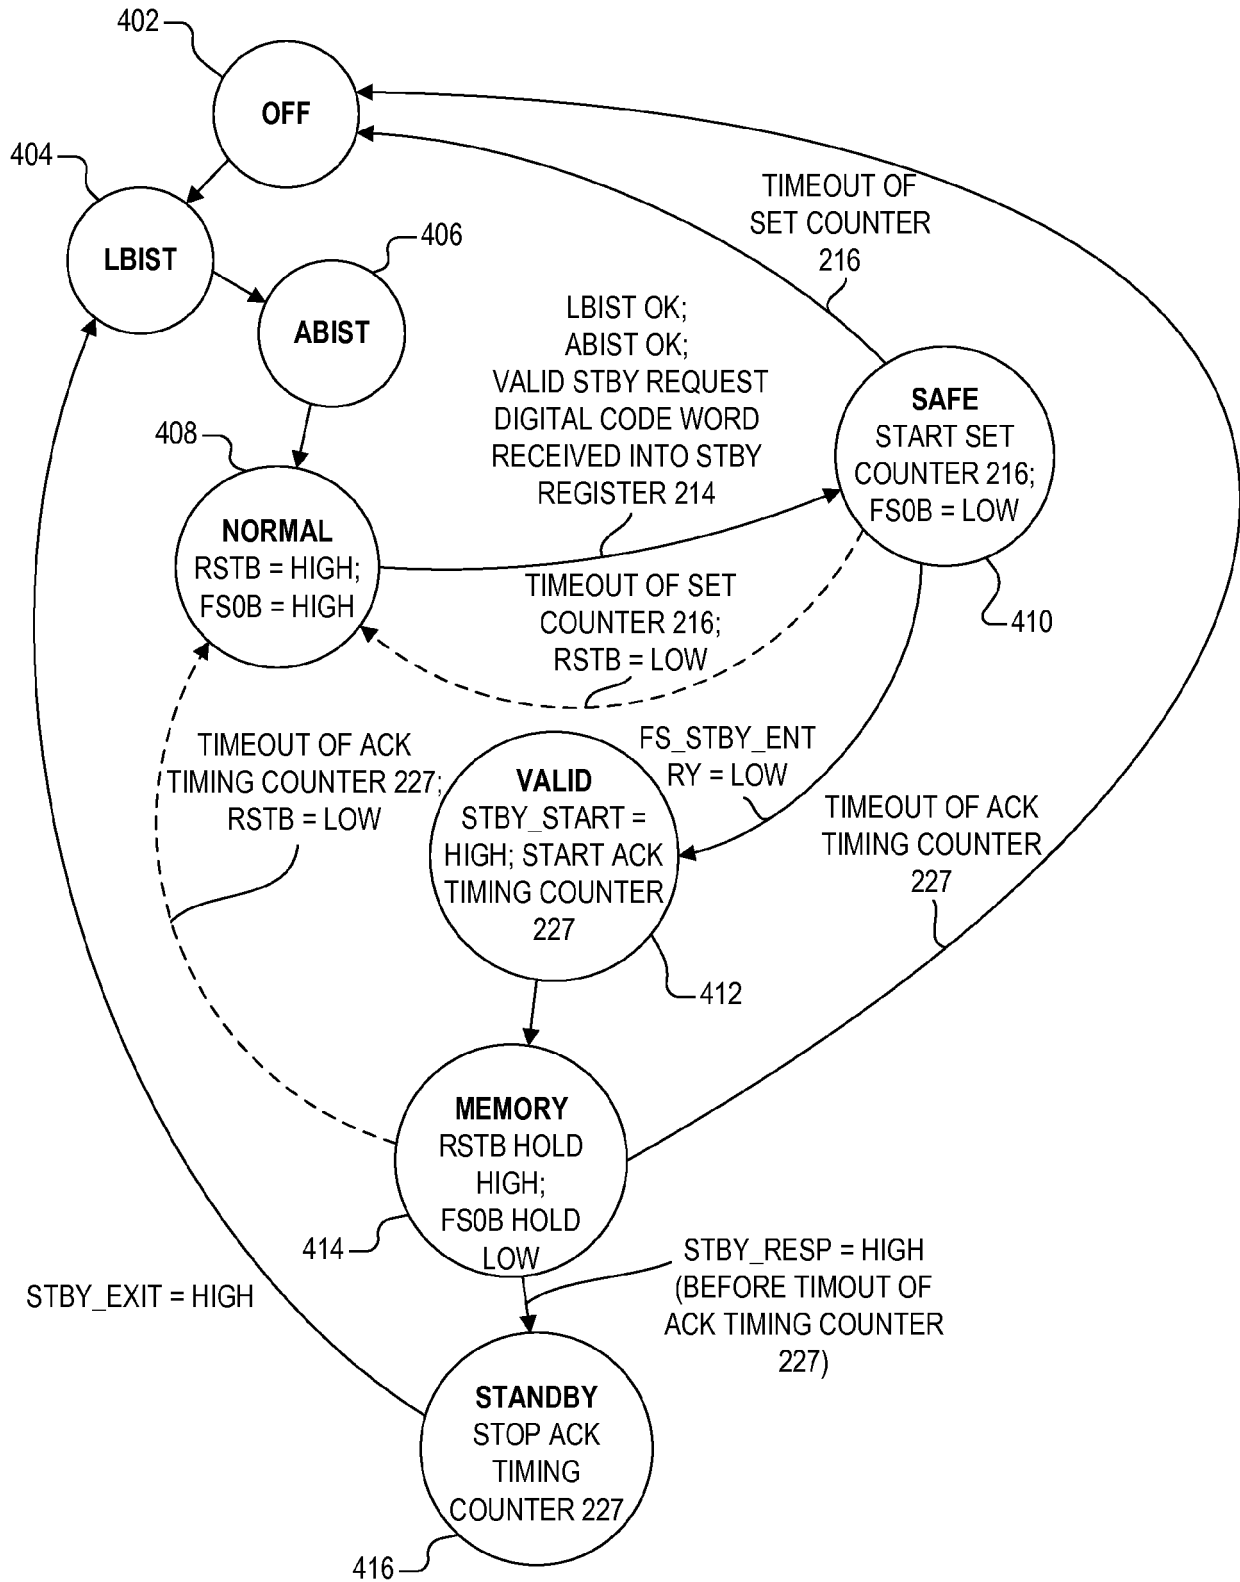 402
OFF
404
LBIST
406
ABIST
TIMEOUT OF
SET COUNTER
216
LBIST OK;
ABIST OK;
VALID STBY REQUEST
DIGITAL CODE WORD
RECEIVED INTO STBY
REGISTER 214
SAFE
START SET
COUNTER 216;
FS0B = LOW
410
408
NORMAL
RSTB = HIGH;
FS0B = HIGH
TIMEOUT OF SET
COUNTER 216;
RSTB = LOW
TIMEOUT OF ACK
TIMING COUNTER 227;
RSTB = LOW
FS_STBY_ENT
RY = LOW
VALID
STBY_START =
HIGH; START ACK
TIMING COUNTER
227
412
TIMEOUT OF ACK
TIMING COUNTER
227
MEMORY
RSTB HOLD
HIGH;
FS0B HOLD
LOW
414
STBY_RESP = HIGH
(BEFORE TIMOUT OF
ACK TIMING COUNTER
227)
STBY_EXIT = HIGH
STANDBY
STOP ACK
TIMING
COUNTER 227
416